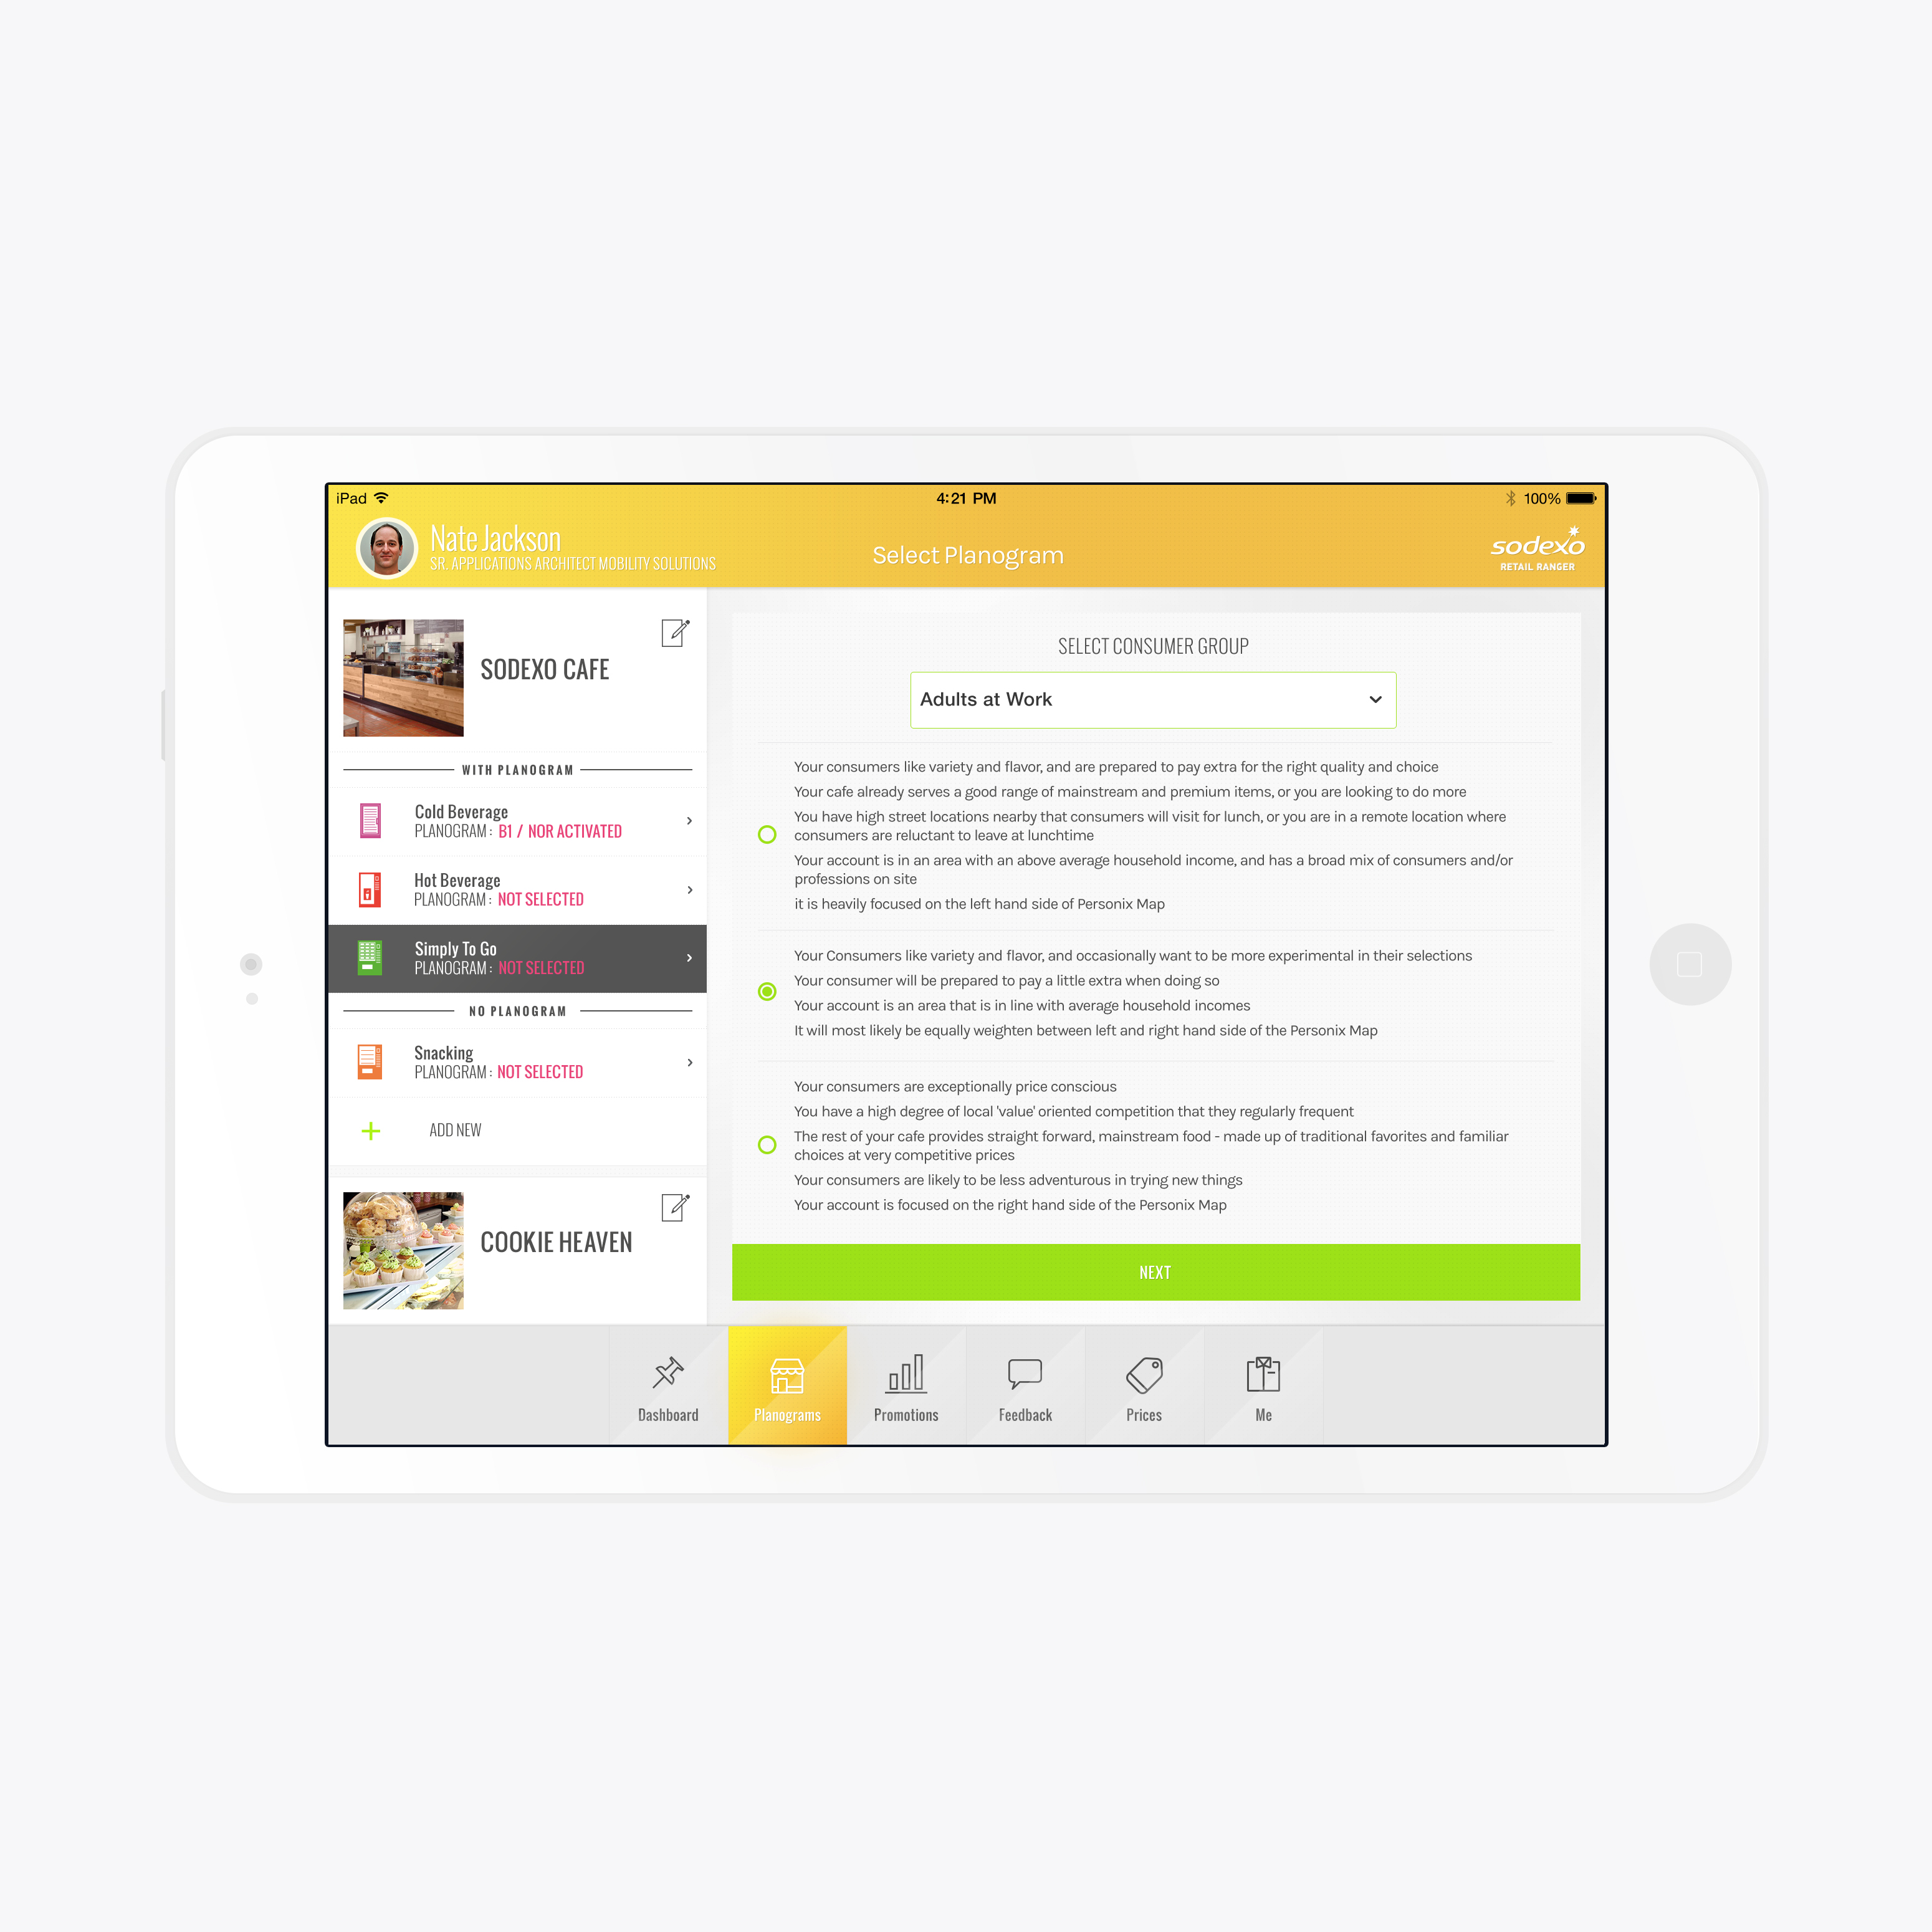 iPad
4:21 PM
100%
Nate Jackson
SR. APPLICATIONS ARCHITECT MOBILITY SOLUTIONS
Select Planogram
sodexo
RETAIL RANGER
SODEXO CAFE
WITH PLANOGRAM
Cold Beverage
PLANOGRAM : B1 / NOR ACTIVATED
Hot Beverage
PLANOGRAM : NOT SELECTED
Simply To Go
PLANOGRAM : NOT SELECTED
NO PLANOGRAM
Snacking
PLANOGRAM : NOT SELECTED
ADD NEW
COOKIE HEAVEN
SELECT CONSUMER GROUP
Adults at Work
Your consumers like variety and flavor, and are prepared to pay extra for the right quality and choice
Your cafe already serves a good range of mainstream and premium items, or you are looking to do more
You have high street locations nearby that consumers will visit for lunch, or you are in a remote location where
consumers are reluctant to leave at lunchtime
Your account is in an area with an above average household income, and has a broad mix of consumers and/or
professions on site
it is heavily focused on the left hand side of Personix Map
Your Consumers like variety and flavor, and occasionally want to be more experimental in their selections
Your consumer will be prepared to pay a little extra when doing so
Your account is an area that is in line with average household incomes
It will most likely be equally weighten between left and right hand side of the Personix Map
Your consumers are exceptionally price conscious
You have a high degree of local 'value' oriented competition that they regularly frequent
The rest of your cafe provides straight forward, mainstream food - made up of traditional favorites and familiar
choices at very competitive prices
Your consumers are likely to be less adventurous in trying new things
Your account is focused on the right hand side of the Personix Map
NEXT
Dashboard
Planograms
Promotions
Feedback
Prices
Me